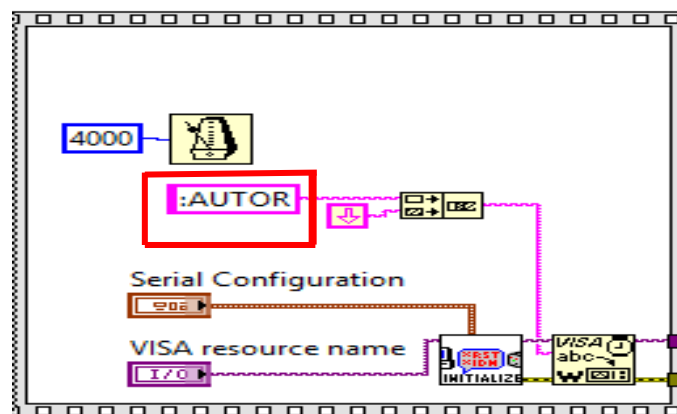 4000
:AUTOR
Serial Configuration
VISA resource name
I/O
INITIALIZE
VISA
abc
W